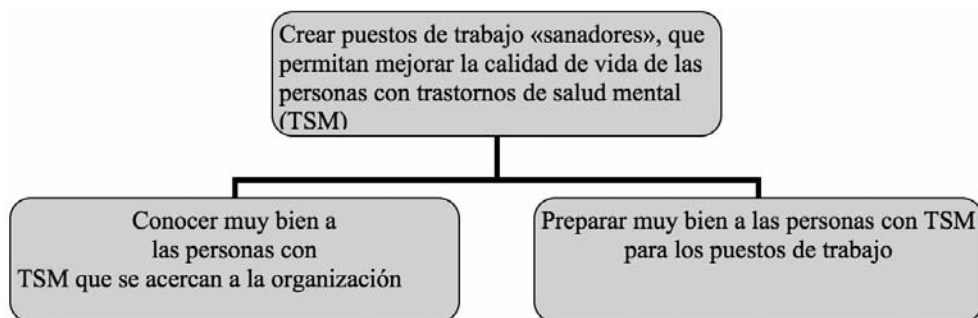 Crear puestos de trabajo «sanadores», que
permitan mejorar la calidad de vida de las
personas con trastornos de salud mental
(TSM)
Conocer muy bien a
las personas con
TSM que se acercan a la organización
Preparar muy bien a las personas con TSM
para los puestos de trabajo